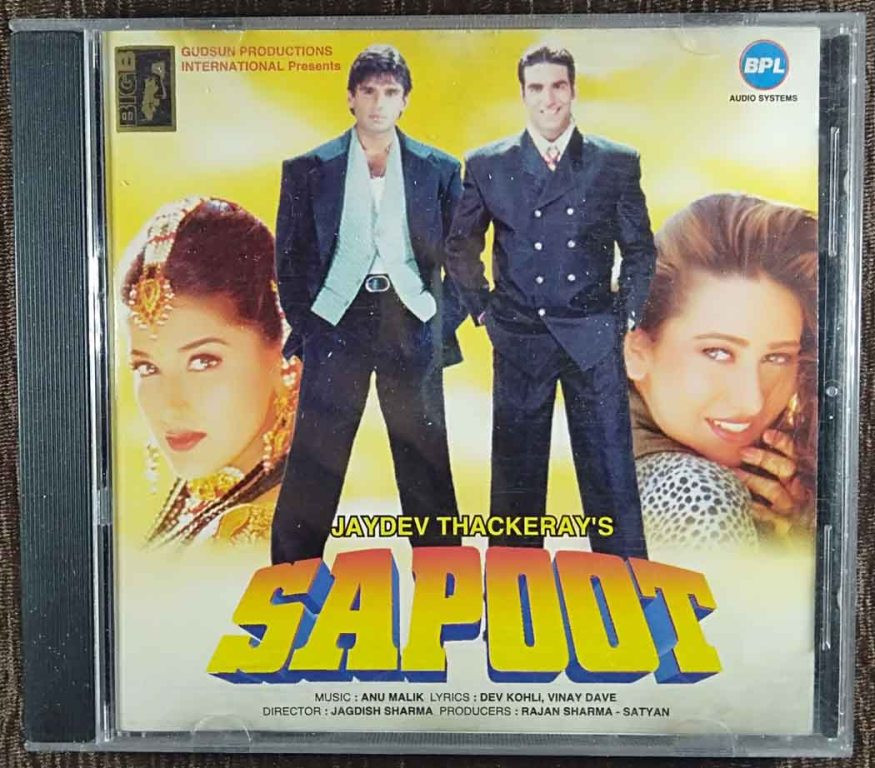 BIG B
GUDSUN PRODUCTIONS
INTERNATIONAL Presents
BPL
AUDIO SYSTEMS
JAYDEV THACKERAY'S
SAPOOT
MUSIC : ANU MALIK LYRICS : DEV KOHLI, VINAY DAVE
DIRECTOR : JAGDISH SHARMA PRODUCERS : RAJAN SHARMA - SATYAN